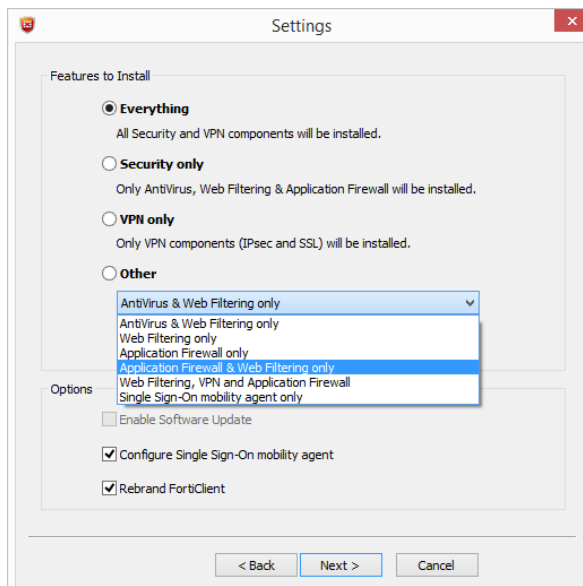 Settings
Features to Install
Everything
All Security and VPN components will be installed.
Security only
Only AntiVirus, Web Filtering & Application Firewall will be installed.
VPN only
Only VPN components (IPsec and SSL) will be installed.
Other
AntiVirus & Web Filtering only
AntiVirus & Web Filtering only
Web Filtering only
Application Firewall only
Application Firewall & Web Filtering only
Web Filtering, VPN and Application Firewall
Single Sign-On mobility agent only
Options
Enable Software Update
Configure Single Sign-On mobility agent
Rebrand FortiClient
< Back Next > Cancel